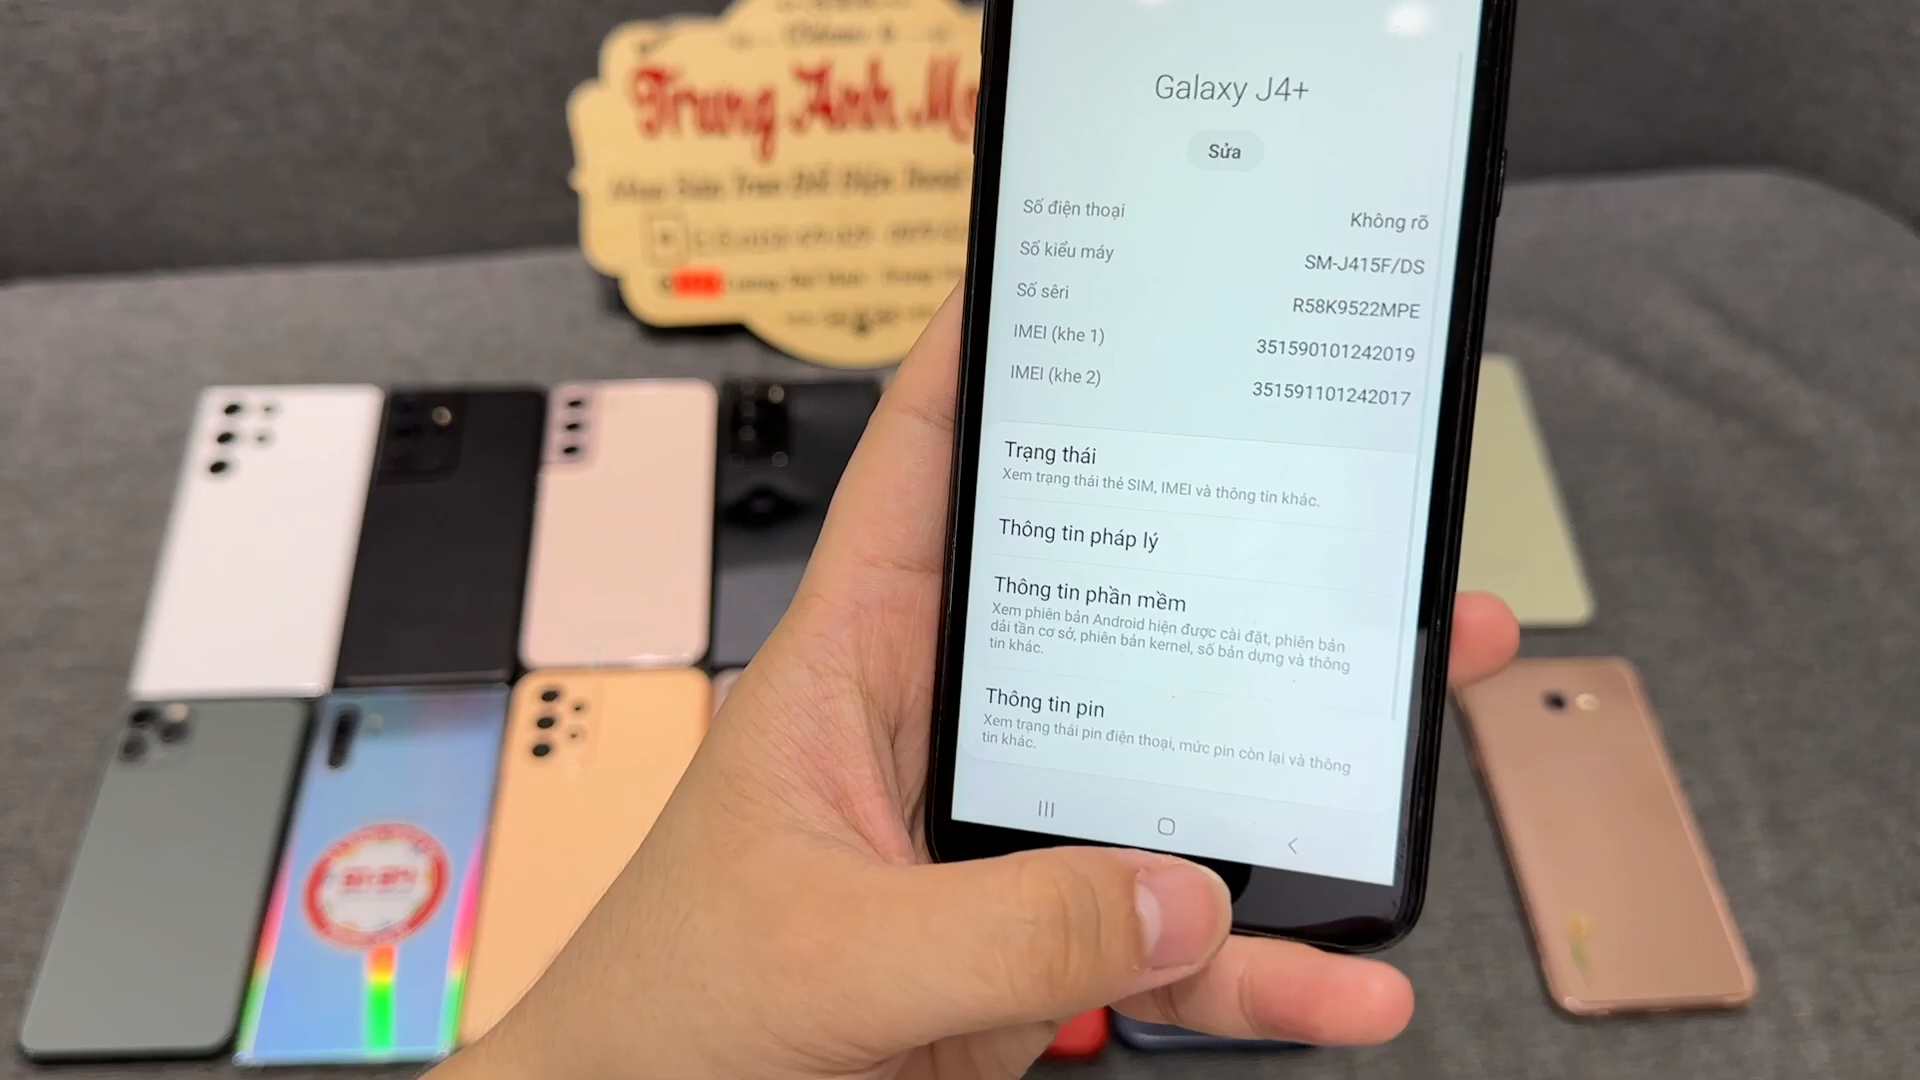 Trung Anh
Galaxy J4+
Sửa
Số điện thoại Không rõ
Số kiểu máy SM-J415F/DS
Số sêri R58K9522MPE
IMEI (khe 1) 351590101242019
IMEI (khe 2) 351591101242017
Trạng thái
Xem trạng thái thẻ SIM, IMEI và thông tin khác.
Thông tin pháp lý
Thông tin phần mềm
Xem phiên bản Android hiện được cài đặt, phiên bản
dải tần cơ sở, phiên bản kernel, số bản dựng và thông
tin khác.
Thông tin pin
Xem trạng thái pin điện thoại, mức pin còn lại và thông
tin khác.